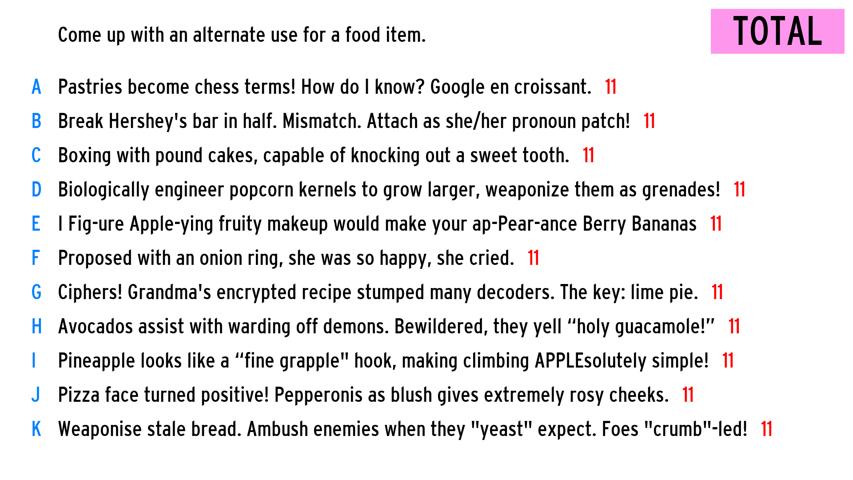 Come up with an alternate use for a food item.
TOTAL
A Pastries become chess terms! How do I know? Google en croissant. 11
B Break Hershey's bar in half. Mismatch. Attach as she/her pronoun patch! 11
C Boxing with pound cakes, capable of knocking out a sweet tooth. 11
D Biologically engineer popcorn kernels to grow larger, weaponize them as grenades! 11
E I Fig-ure Apple-ying fruity makeup would make your ap-Pear-ance Berry Bananas 11
F Proposed with an onion ring, she was so happy, she cried. 11
G Ciphers! Grandma's encrypted recipe stumped many decoders. The key: lime pie. 11
H Avocados assist with warding off demons. Bewildered, they yell “holy guacamole!” 11
I Pineapple looks like a “fine grapple" hook, making climbing APPLEsolutely simple! 11
J Pizza face turned positive! Pepperonis as blush gives extremely rosy cheeks. 11
K Weaponise stale bread. Ambush enemies when they "yeast" expect. Foes "crumb"-led! 11